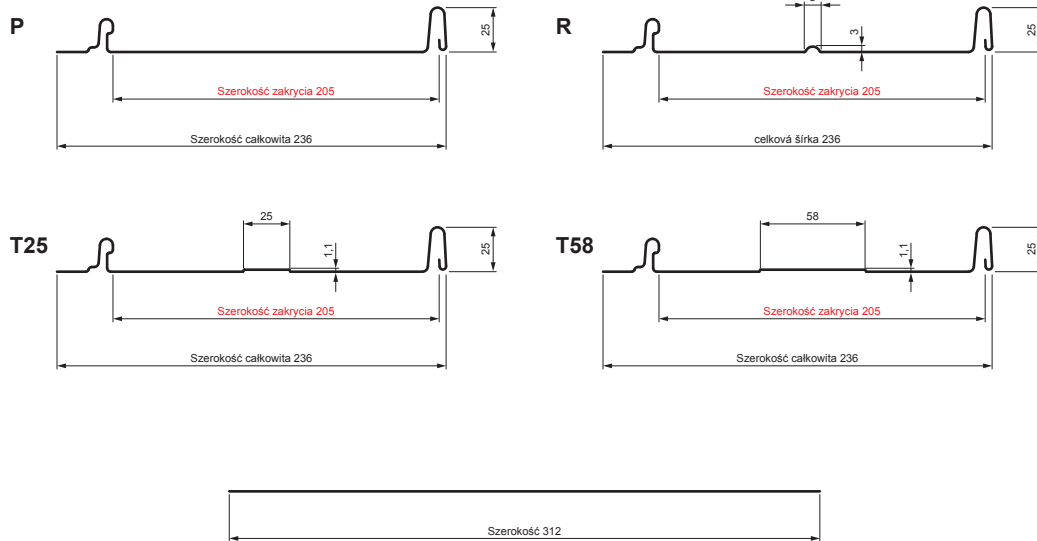 P
25
Szerokość zakrycia 205
Szerokość całkowita 236
R
3
25
Szerokość zakrycia 205
celková šírka 236
T25
25
1,1
25
Szerokość zakrycia 205
Szerokość całkowita 236
T58
58
1,1
25
Szerokość zakrycia 205
Szerokość całkowita 236
Szerokość 312